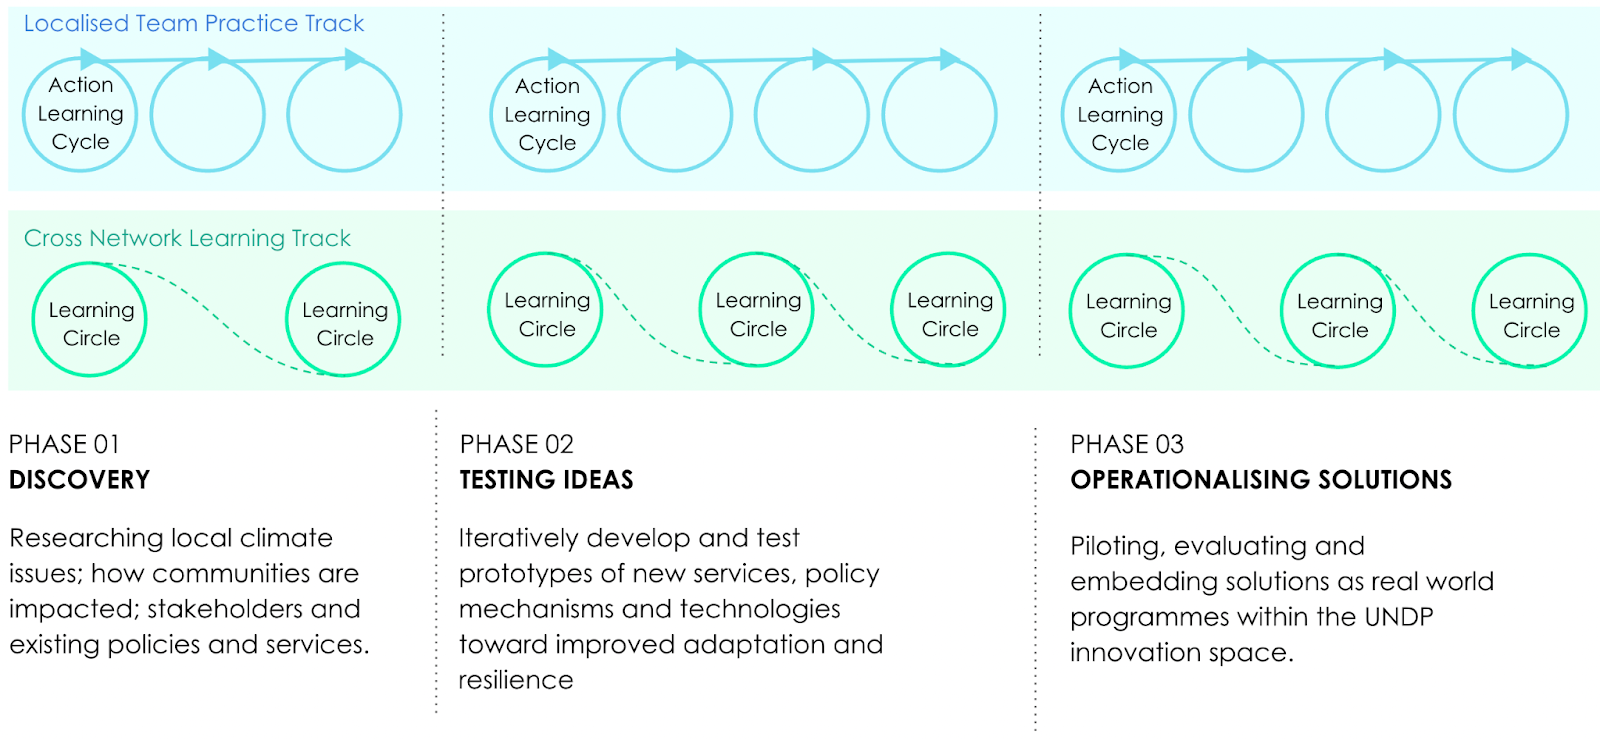 Localised Team Practice Track
Action
Learning
Cycle
Action
Learning
Cycle
Action
Learning
Cycle
Cross Network Learning Track
Learning
Circle
Learning
Circle
Learning
Circle
Learning
Circle
Learning
Circle
Learning
Circle
Learning
Circle
Learning
Circle
PHASE 01
DISCOVERY
Researching local climate
issues; how communities are
impacted; stakeholders and
existing policies and services.
PHASE 02
TESTING IDEAS
Iteratively develop and test
prototypes of new services, policy
mechanisms and technologies
toward improved adaptation and
resilience
PHASE 03
OPERATIONALISING SOLUTIONS
Piloting, evaluating and
embedding solutions as real world
programmes within the UNDP
innovation space.